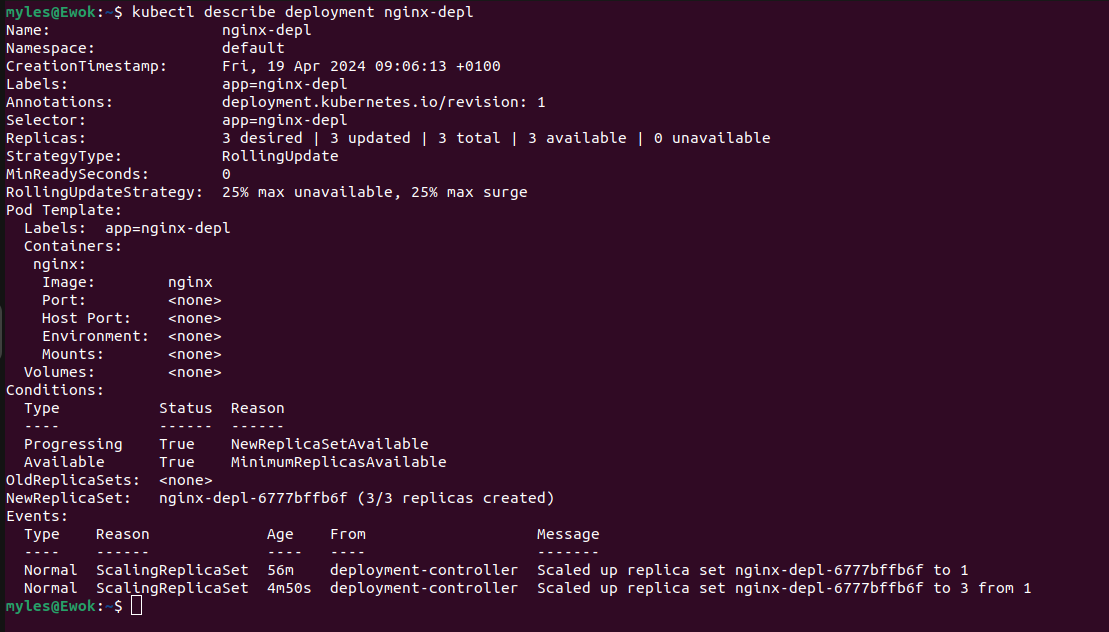 myles@Ewok:~$ kubectl describe deployment nginx-depl
Name:                   nginx-depl
Namespace:              default
CreationTimestamp:      Fri, 19 Apr 2024 09:06:13 +0100
Labels:                 app=nginx-depl
Annotations:            deployment.kubernetes.io/revision: 1
Selector:               app=nginx-depl
Replicas:               3 desired | 3 updated | 3 total | 3 available | 0 unavailable
StrategyType:           RollingUpdate
MinReadySeconds:        0
RollingUpdateStrategy:  25% max unavailable, 25% max surge
Pod Template:
  Labels:  app=nginx-depl
  Containers:
   nginx:
    Image:        nginx
    Port:         <none>
    Host Port:    <none>
    Environment:  <none>
    Mounts:       <none>
  Volumes:        <none>
Conditions:
  Type           Status  Reason
  ----           ------  ------
  Progressing    True    NewReplicaSetAvailable
  Available      True    MinimumReplicasAvailable
OldReplicaSets:  <none>
NewReplicaSet:   nginx-depl-6777bffb6f (3/3 replicas created)
Events:
  Type    Reason             Age    From                   Message
  ----    ------             ----   ----                   -------
  Normal  ScalingReplicaSet  56m    deployment-controller  Scaled up replica set nginx-depl-6777bffb6f to 1
  Normal  ScalingReplicaSet  4m50s  deployment-controller  Scaled up replica set nginx-depl-6777bffb6f to 3 from 1
myles@Ewok:~$